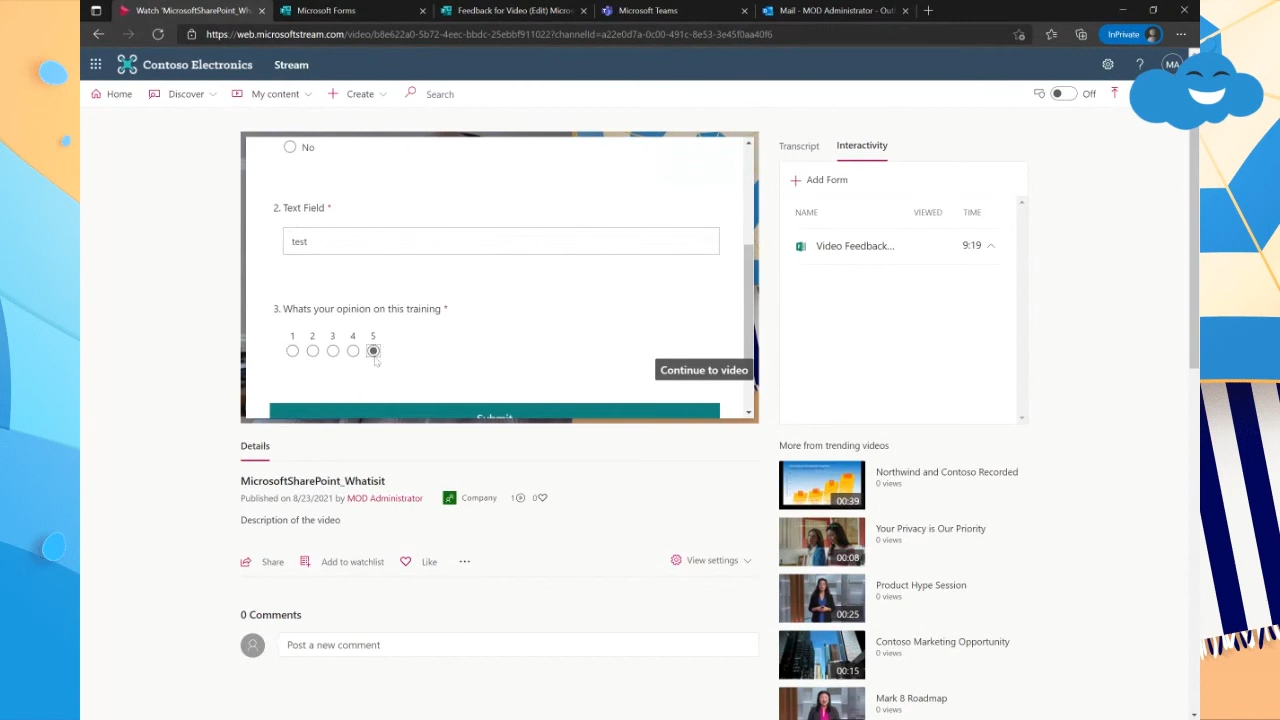 Watch 'MicrosoftSharePoint_Wh
Microsoft Forms
Feedback for Video (Edit) Micros
Microsoft Teams
Mail - MOD Administrator - Outl
https://web.microsoftstream.com/video/b8e622a0-5b72-4eec-bbdc-25ebbf911022?channelId=a22e0d7a-0c00-491c-8e53-3e45f0aa40f6
InPrivate
Contoso Electronics
Stream
MA
Home
Discover
My content
Create
Search
Off
No
2. Text Field *
test
3. Whats your opinion on this training *
1 2 3 4 5
Continue to video
Submit
Transcript
Interactivity
Add Form
NAME VIEWED TIME
Video Feedback... 9:19
Details
MicrosoftSharePoint_Whatisit
Published on 8/23/2021 by MOD Administrator
Company
1
0
Description of the video
Share
Add to watchlist
Like
View settings
0 Comments
Post a new comment
More from trending videos
00:39
Northwind and Contoso Recorded
0 views
00:08
Your Privacy is Our Priority
0 views
00:25
Product Hype Session
0 views
00:15
Contoso Marketing Opportunity
0 views
Mark 8 Roadmap
0 views